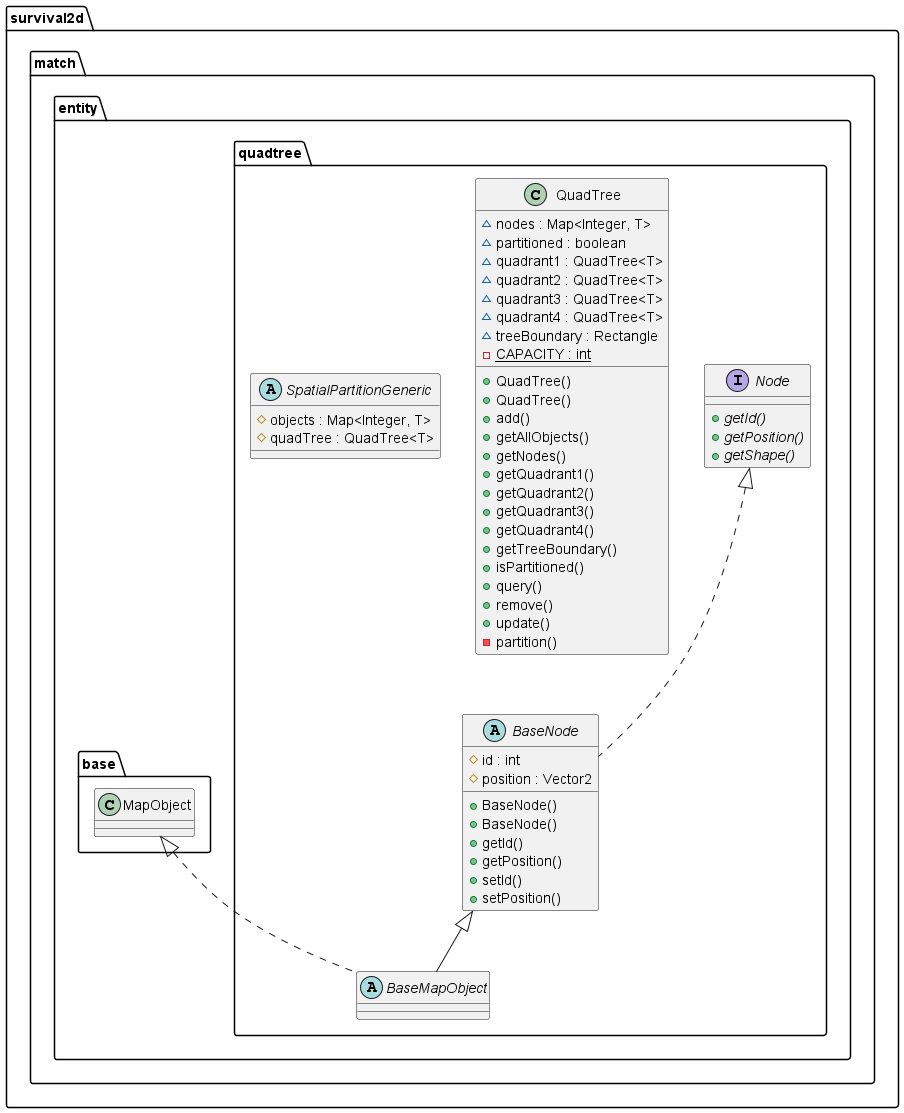 survival2d
match
entity
quadtree
C QuadTree
nodes : Map<Integer, T>
partitioned : boolean
quadrant1 : QuadTree<T>
quadrant2 : QuadTree<T>
quadrant3 : QuadTree<T>
quadrant4 : QuadTree<T>
treeBoundary : Rectangle
CAPACITY : int
QuadTree()
QuadTree()
add()
getAllObjects()
getNodes()
getQuadrant1()
getQuadrant2()
getQuadrant3()
getQuadrant4()
getTreeBoundary()
isPartitioned()
query()
remove()
update()
partition()
A SpatialPartitionGeneric
objects : Map<Integer, T>
quadTree : QuadTree<T>
I Node
getId()
getPosition()
getShape()
A BaseNode
id : int
position : Vector2
BaseNode()
BaseNode()
getId()
getPosition()
setId()
setPosition()
base
C MapObject
A BaseMapObject